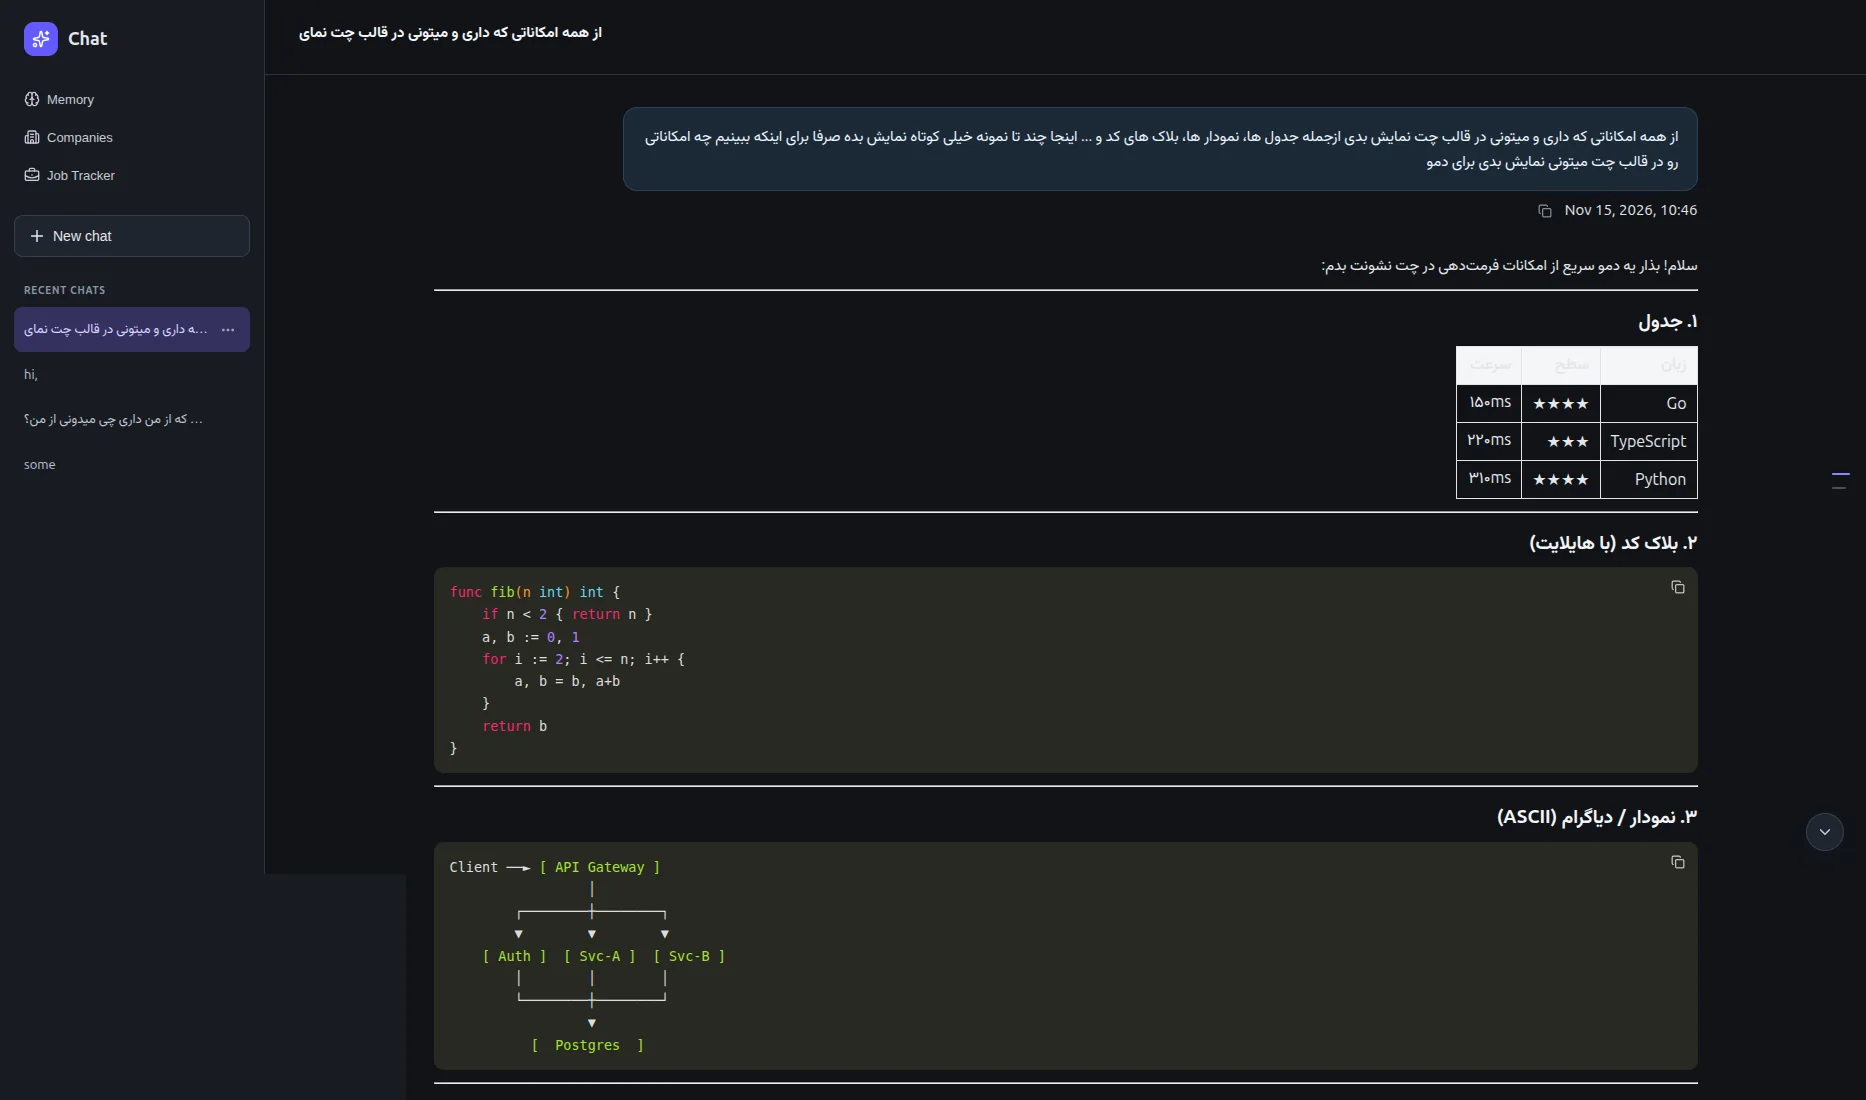 Chat
Memory
Companies
Job Tracker
New chat
RECENT CHATS
...ه داری و میتونی در قالب چت نمای
hi,
... که از من داری چی میدونی از من؟
some
از همه امکاناتی که داری و میتونی در قالب چت نمای
از همه امکاناتی که داری و میتونی در قالب چت نمایش بدی ازجمله جدول ها، نمودار ها، بلاک های کد و ... اینجا چند تا نمونه خیلی کوتاه نمایش بده صرفا برای اینکه ببینیم چه امکاناتی
رو در قالب چت میتونی نمایش بدی برای دمو
Nov 15, 2026, 10:46
سلام! بذار یه دمو سریع از امکانات فرمت‌دهی در چت نشونت بدم:
۱. جدول
زبان سطح سرعت
Go ★★★★ ۱۵۰ms
TypeScript ★★★ ۲۲۰ms
Python ★★★★ ۳۱۰ms
۲. بلاک کد (با هایلایت)
func fib(n int) int {
    if n < 2 { return n }
    a, b := 0, 1
    for i := 2; i <= n; i++ {
        a, b = b, a+b
    }
    return b
}
۳. نمودار / دیاگرام (ASCII)
Client ──► [ API Gateway ]
[ Auth ]  [ Svc-A ]  [ Svc-B ]
[  Postgres  ]